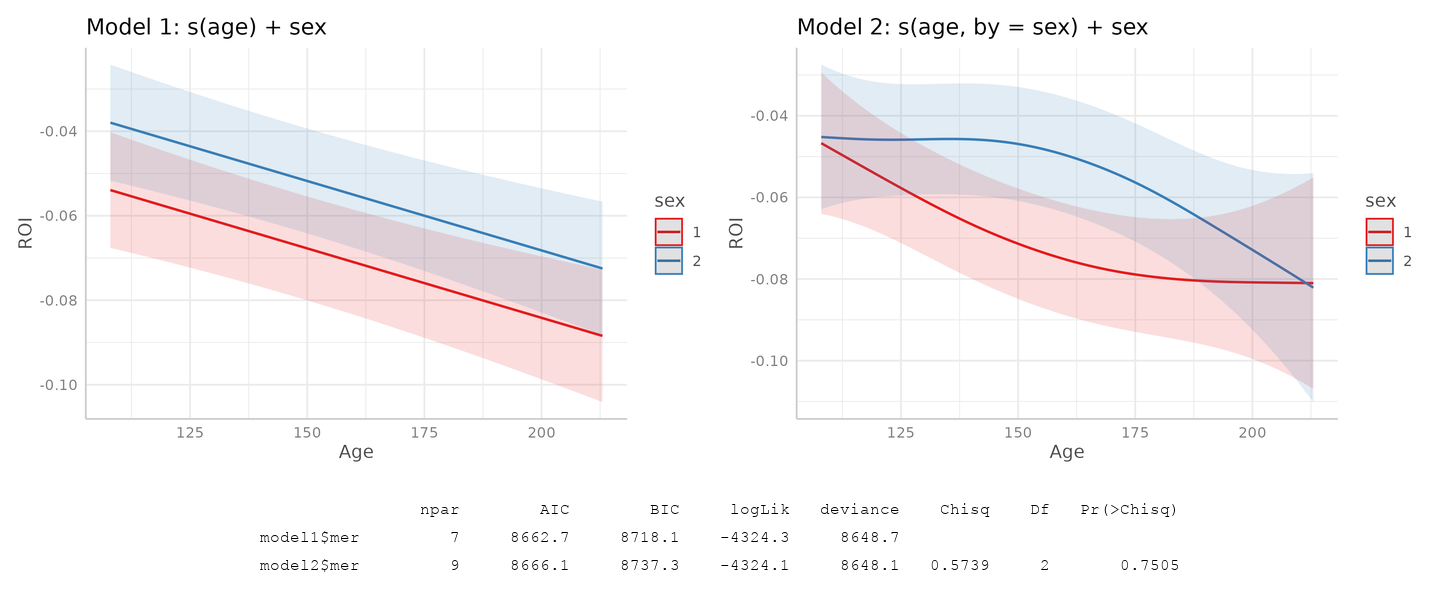 Model 1: s(age) + sex
-0.04
-0.06
-0.08
-0.10
ROI
125 150 175 200
Age
sex
1
2
Model 2: s(age, by = sex) + sex
-0.04
-0.06
-0.08
-0.10
ROI
125 150 175 200
Age
sex
1
2
npar AIC BIC logLik deviance Chisq Df Pr(>Chisq)
model1$mer 7 8662.7 8718.1 -4324.3 8648.7
model2$mer 9 8666.1 8737.3 -4324.1 8648.1 0.5739 2 0.7505